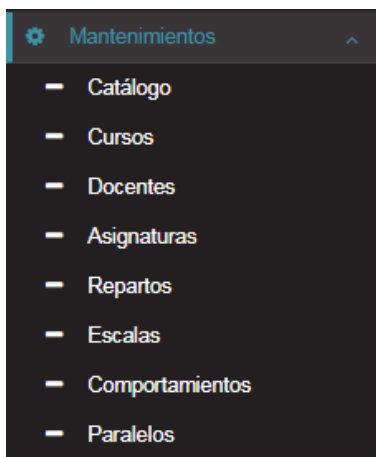 Mantenimientos
Catálogo
Cursos
Docentes
Asignaturas
Repartos
Escalas
Comportamientos
Paralelos